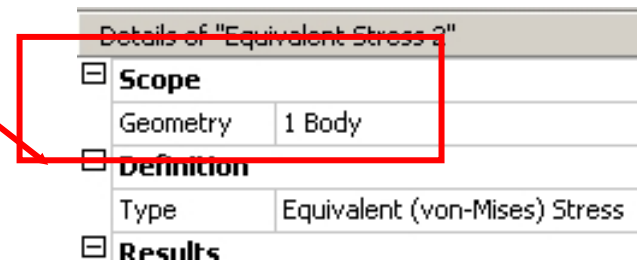 Details of "Equivalent Stress 2"
Scope
Geometry 1 Body
Definition
Type Equivalent (von-Mises) Stress
Results